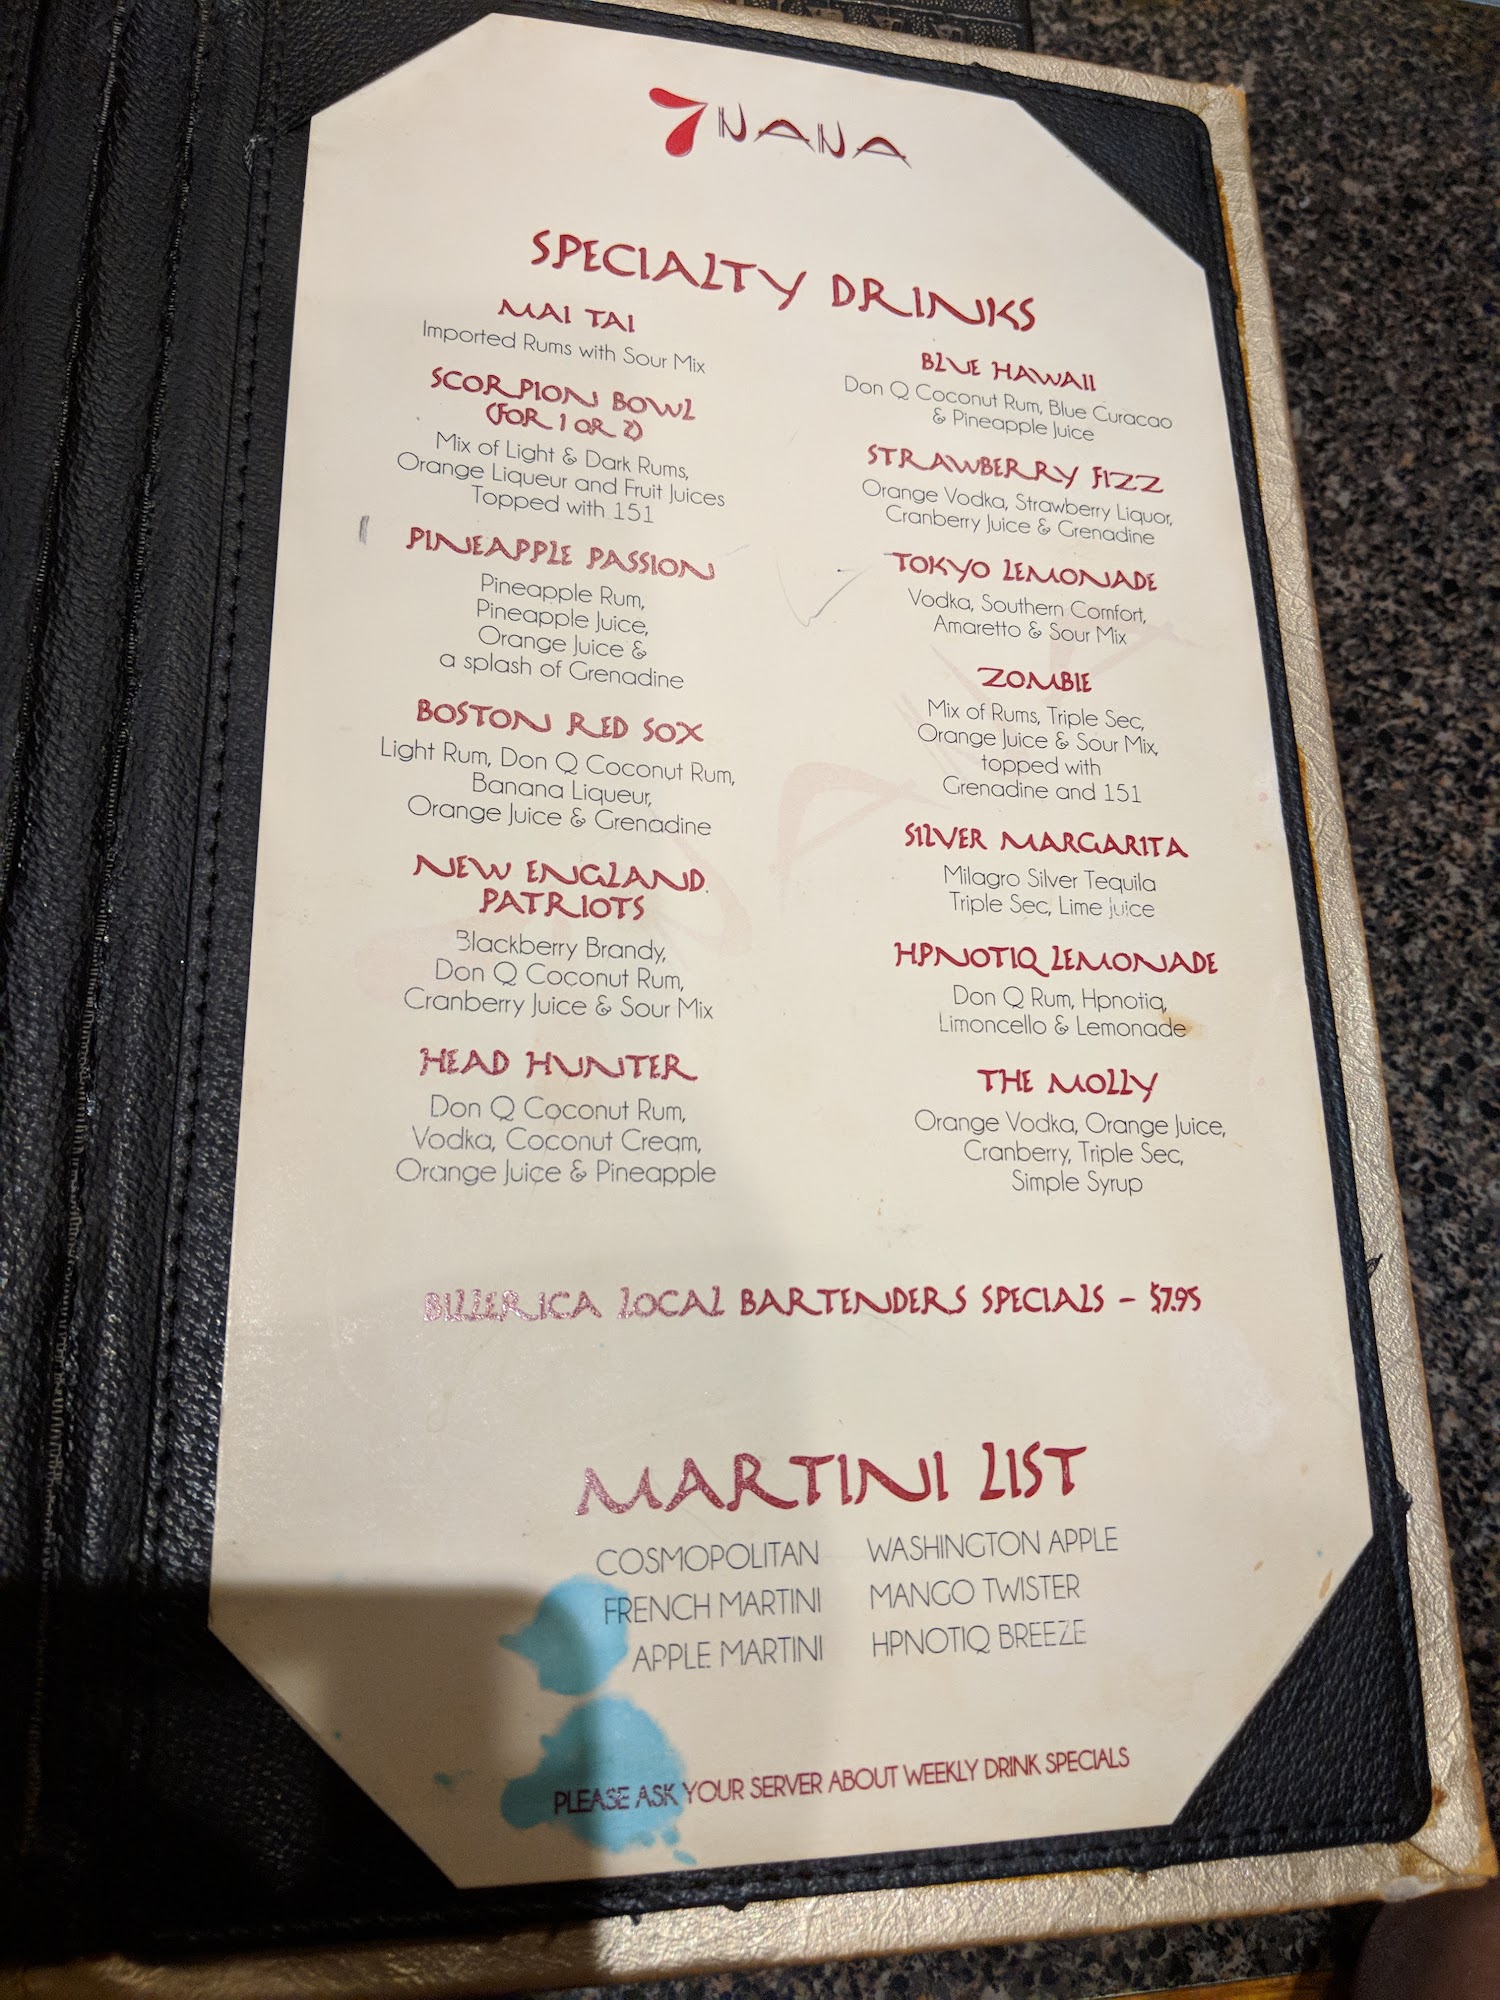 NANA
SPECIALTY DRINKS
MAI TAI
Imported Rums with Sour Mix
SCORPION BOWL
(FOR 1 OR 2)
Mix of Light & Dark Rums,
Orange Liqueur and Fruit Juices
Topped with 151
PINEAPPLE PASSION
Pineapple Rum,
Pineapple Juice,
Orange Juice &
a splash of Grenadine
BOSTON RED SOX
Light Rum, Don Q Coconut Rum,
Banana Liqueur,
Orange Juice & Grenadine
NEW ENGLAND
PATRIOTS
Blackberry Brandy,
Don Q Coconut Rum,
Cranberry Juice & Sour Mix
HEAD HUNTER
Don Q Coconut Rum,
Vodka, Coconut Cream,
Orange Juice & Pineapple
BLUE HAWAII
Don Q Coconut Rum, Blue Curacao
& Pineapple Juice
STRAWBERRY FIZZ
Orange Vodka, Strawberry Liquor,
Cranberry Juice & Grenadine
TOKYO LEMONADE
Vodka, Southern Comfort,
Amaretto & Sour Mix
ZOMBIE
Mix of Rums, Triple Sec,
Orange Juice & Sour Mix,
topped with
Grenadine and 151
SILVER MARGARITA
Milagro Silver Tequila
Triple Sec, Lime juice
HPNOTIQ LEMONADE
Don Q Rum, Hpnotiq,
Limoncello & Lemonade
THE MOLLY
Orange Vodka, Orange Juice,
Cranberry, Triple Sec,
Simple Syrup
BILLERICA LOCAL BARTENDERS SPECIALS – $7.95
MARTINI LIST
COSMOPOLITAN
FRENCH MARTINI
APPLE MARTINI
WASHINGTON APPLE
MANGO TWISTER
HPNOTIQ BREEZE
PLEASE ASK YOUR SERVER ABOUT WEEKLY DRINK SPECIALS